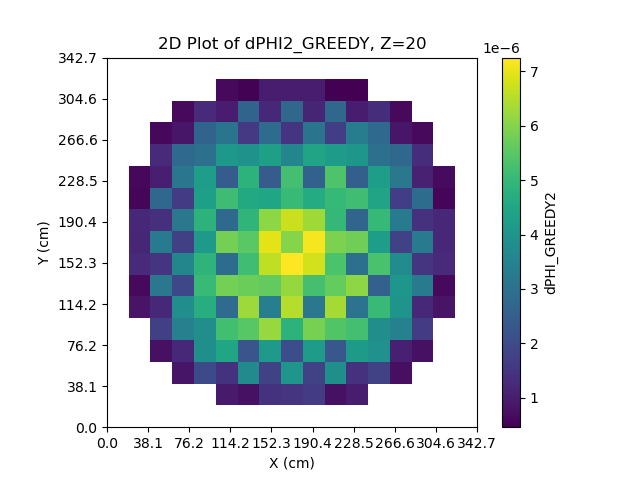 2D Plot of dPHI2_GREEDY, Z=20
1e−6
342.7
304.6
266.6
228.5
190.4
152.3
114.2
76.2
38.1
0.0
Y (cm)
0.0 38.1 76.2 114.2 152.3 190.4 228.5 266.6 304.6 342.7
X (cm)
7
6
5
4
3
2
1
dPHI_GREEDY2